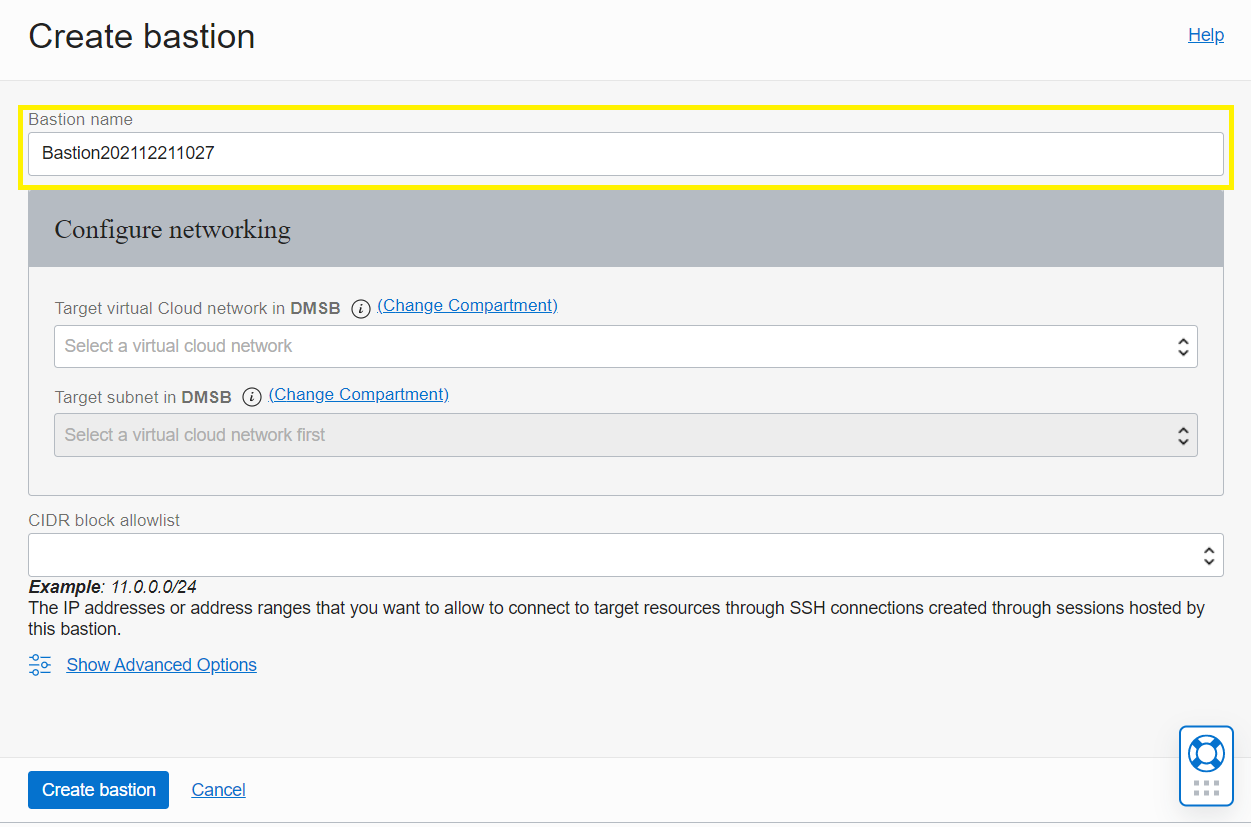 Create bastion
Help
Bastion name
Bastion202112211027
Configure networking
Target virtual Cloud network in DMSB (Change Compartment)
Select a virtual cloud network
Target subnet in DMSB (Change Compartment)
Select a virtual cloud network first
CIDR block allowlist
Example: 11.0.0.0/24
The IP addresses or address ranges that you want to allow to connect to target resources through SSH connections created through sessions hosted by
this bastion.
Show Advanced Options
Create bastion
Cancel